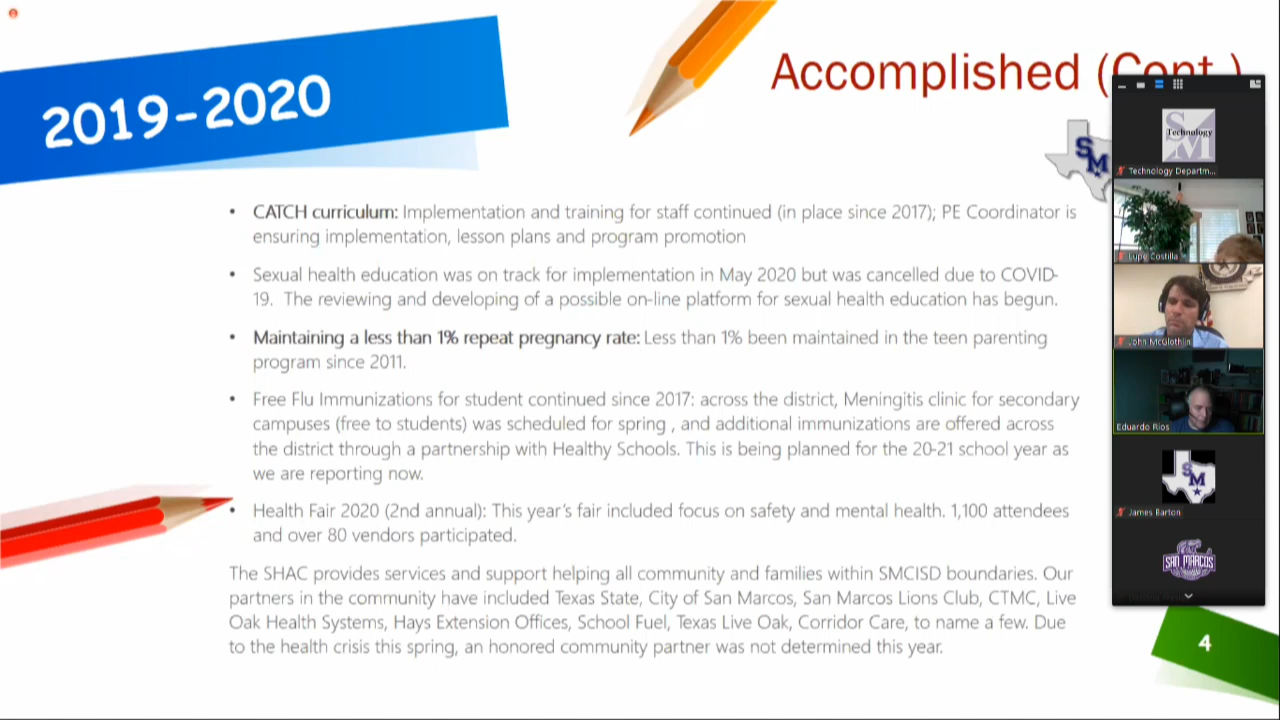 2019-2020
Accomplished (Cont.)
SM
• CATCH curriculum: Implementation and training for staff continued (in place since 2017); PE Coordinator is
ensuring implementation, lesson plans and program promotion
• Sexual health education was on track for implementation in May 2020 but was cancelled due to COVID-
19. The reviewing and developing of a possible on-line platform for sexual health education has begun.
• Maintaining a less than 1% repeat pregnancy rate: Less than 1% been maintained in the teen parenting
program since 2011.
• Free Flu Immunizations for student continued since 2017: across the district, Meningitis clinic for secondary
campuses (free to students) was scheduled for spring , and additional immunizations are offered across
the district through a partnership with Healthy Schools. This is being planned for the 20-21 school year as
we are reporting now.
• Health Fair 2020 (2nd annual): This year's fair included focus on safety and mental health. 1,100 attendees
and over 80 vendors participated.
The SHAC provides services and support helping all community and families within SMCISD boundaries. Our
partners in the community have included Texas State, City of San Marcos, San Marcos Lions Club, CTMC, Live
Oak Health Systems, Hays Extension Offices, School Fuel, Texas Live Oak, Corridor Care, to name a few. Due
to the health crisis this spring, an honored community partner was not determined this year.
4
SM
Technology
Technology Departm...
Lupe Costilla
John McGlothlin
Eduardo Rios
SM
James Barton
SAN MARCOS